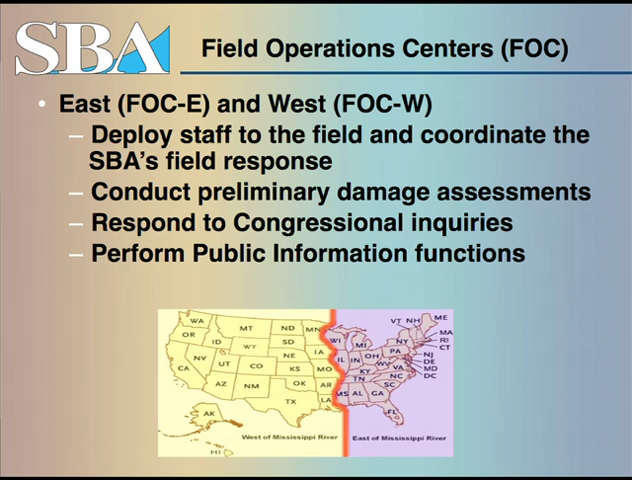 SBA
Field Operations Centers (FOC)
• East (FOC-E) and West (FOC-W)
– Deploy staff to the field and coordinate the
SBA's field response
– Conduct preliminary damage assessments
– Respond to Congressional inquiries
– Perform Public Information functions
WA MT ND MN VT NH ME
OR ID WY SD WI MI NY MA
RI
CT
NV UT CO NE IA IL IN OH PA NJ
DE
MD
DC
CA KS MO KY WV VA
AZ NM OK AR TN NC
SC
TX LA MS AL GA
AK FL
HI
West of Mississippi River
East of Mississippi River